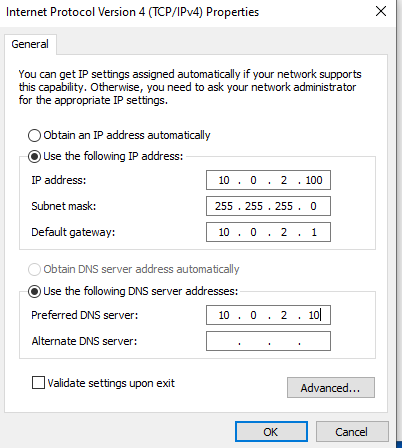 Internet Protocol Version 4 (TCP/IPv4) Properties
General
You can get IP settings assigned automatically if your network supports
this capability. Otherwise, you need to ask your network administrator
for the appropriate IP settings.
Obtain an IP address automatically
Use the following IP address:
IP address: 10 . 0 . 2 . 100
Subnet mask: 255 . 255 . 255 . 0
Default gateway: 10 . 0 . 2 . 1
Obtain DNS server address automatically
Use the following DNS server addresses:
Preferred DNS server: 10 . 0 . 2 . 10
Alternate DNS server: . . .
Validate settings upon exit
Advanced...
OK Cancel